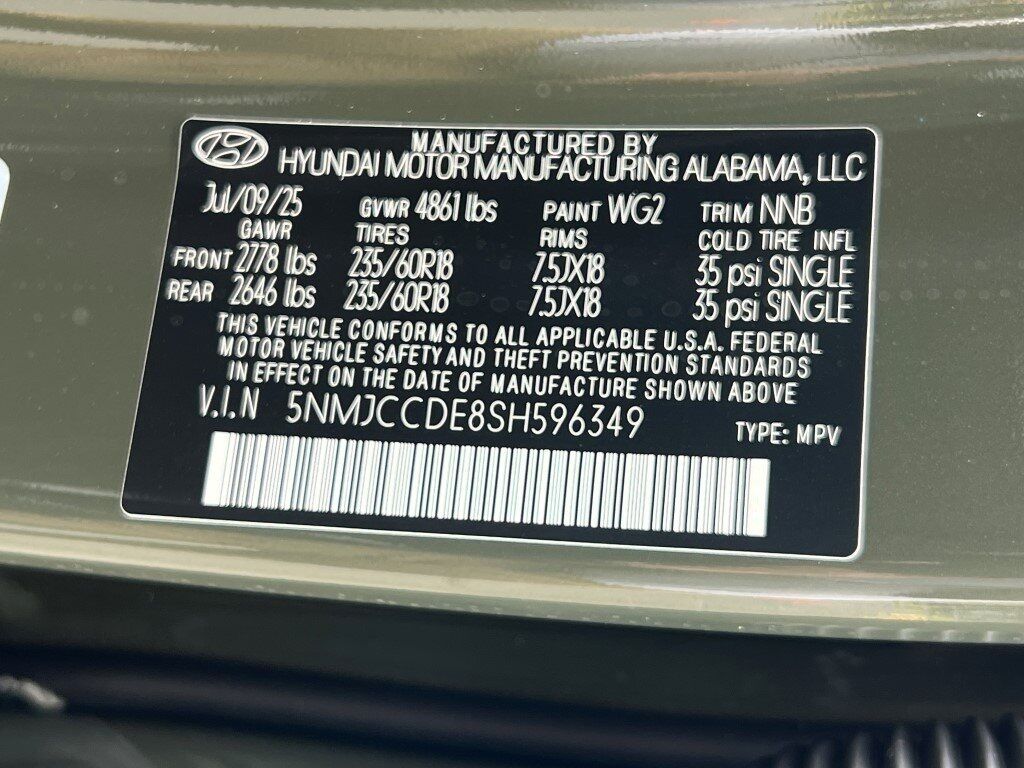 MANUFACTURED BY
HYUNDAI MOTOR MANUFACTURING ALABAMA, LLC
Jul/09/25 GVWR 4861 lbs PAINT WG2 TRIM NNB
GAWR TIRES RIMS COLD TIRE INFL
FRONT 2778 lbs 235/60R18 7.5JX18 35 psi SINGLE
REAR 2646 lbs 235/60R18 7.5JX18 35 psi SINGLE
THIS VEHICLE CONFORMS TO ALL APPLICABLE U.S.A. FEDERAL
MOTOR VEHICLE SAFETY AND THEFT PREVENTION STANDARDS
IN EFFECT ON THE DATE OF MANUFACTURE SHOWN ABOVE
V.I.N 5NMJCCDE8SH596349 TYPE: MPV